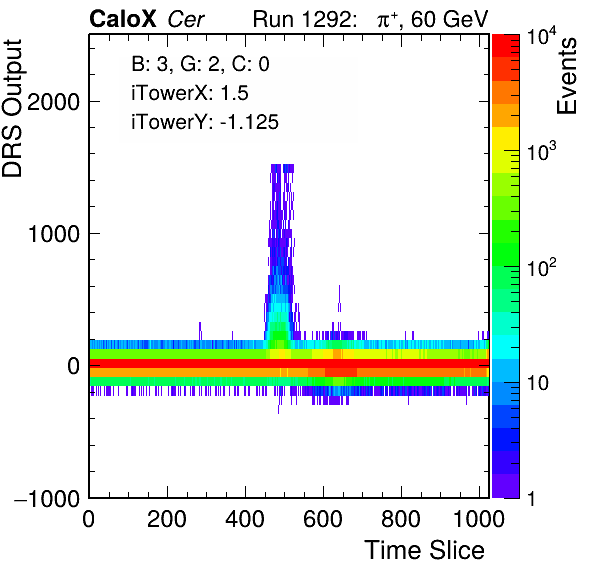 CaloX Cer Run 1292: π⁺, 60 GeV
B: 3, G: 2, C: 0
iTowerX: 1.5
iTowerY: -1.125
DRS Output
2000
1000
0
−1000
0 200 400 600 800 1000
Time Slice
Events
10⁴
10³
10²
10
1